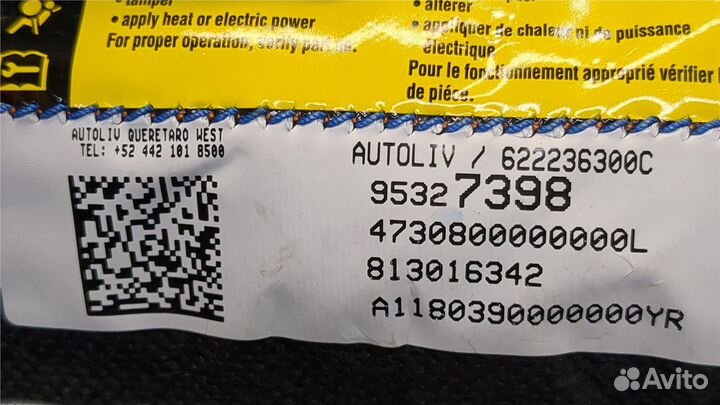 • tamper
• apply heat or electric power
For proper operation, verify part no.
altérer
• appliquer de chaleur ni de puissance
électrique
Pour le fonctionnement approprié vérifier
de piéce.
AUTOLIV QUERETARO WEST
TEL: +52 442 101 8500
AUTOLIV / 622236300C
95327398
4730800000000L
813016342
A1180390000000YR
Avito